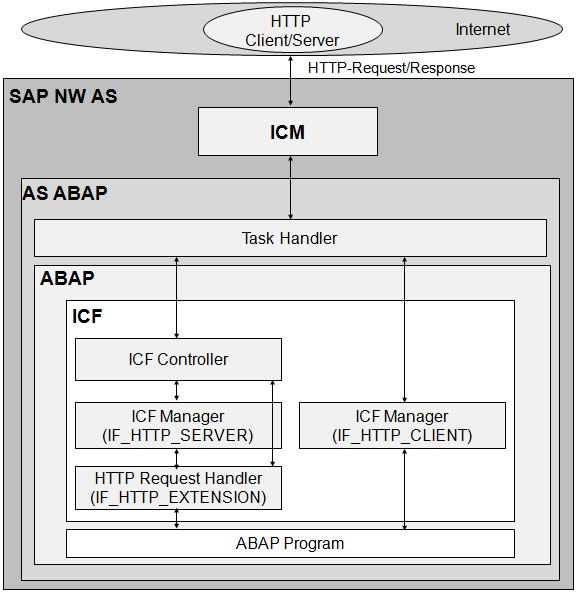 HTTP
Client/Server
Internet
HTTP-Request/Response
SAP NW AS
ICM
AS ABAP
Task Handler
ABAP
ICF
ICF Controller
ICF Manager
(IF_HTTP_SERVER)
ICF Manager
(IF_HTTP_CLIENT)
HTTP Request Handler
(IF_HTTP_EXTENSION)
ABAP Program